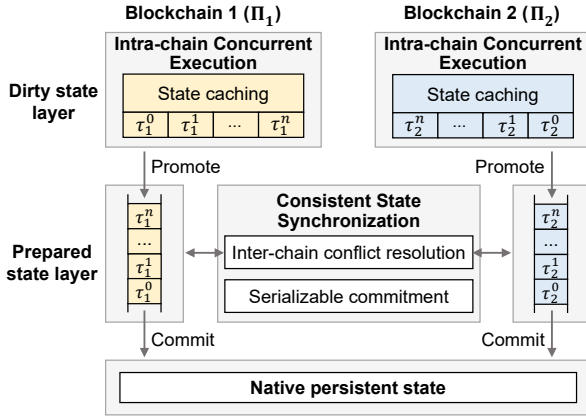 Blockchain 1 (Π₁)
Blockchain 2 (Π₂)
Intra-chain Concurrent
Execution
Intra-chain Concurrent
Execution
Dirty state
layer
State caching
τ₁⁰ τ₁¹ ... τ₁ⁿ
State caching
τ₂ⁿ ... τ₂¹ τ₂⁰
Promote
Promote
Prepared
state layer
τ₁ⁿ
...
τ₁¹
τ₁⁰
Consistent State
Synchronization
Inter-chain conflict resolution
Serializable commitment
τ₂ⁿ
...
τ₂¹
τ₂⁰
Commit
Commit
Native persistent state